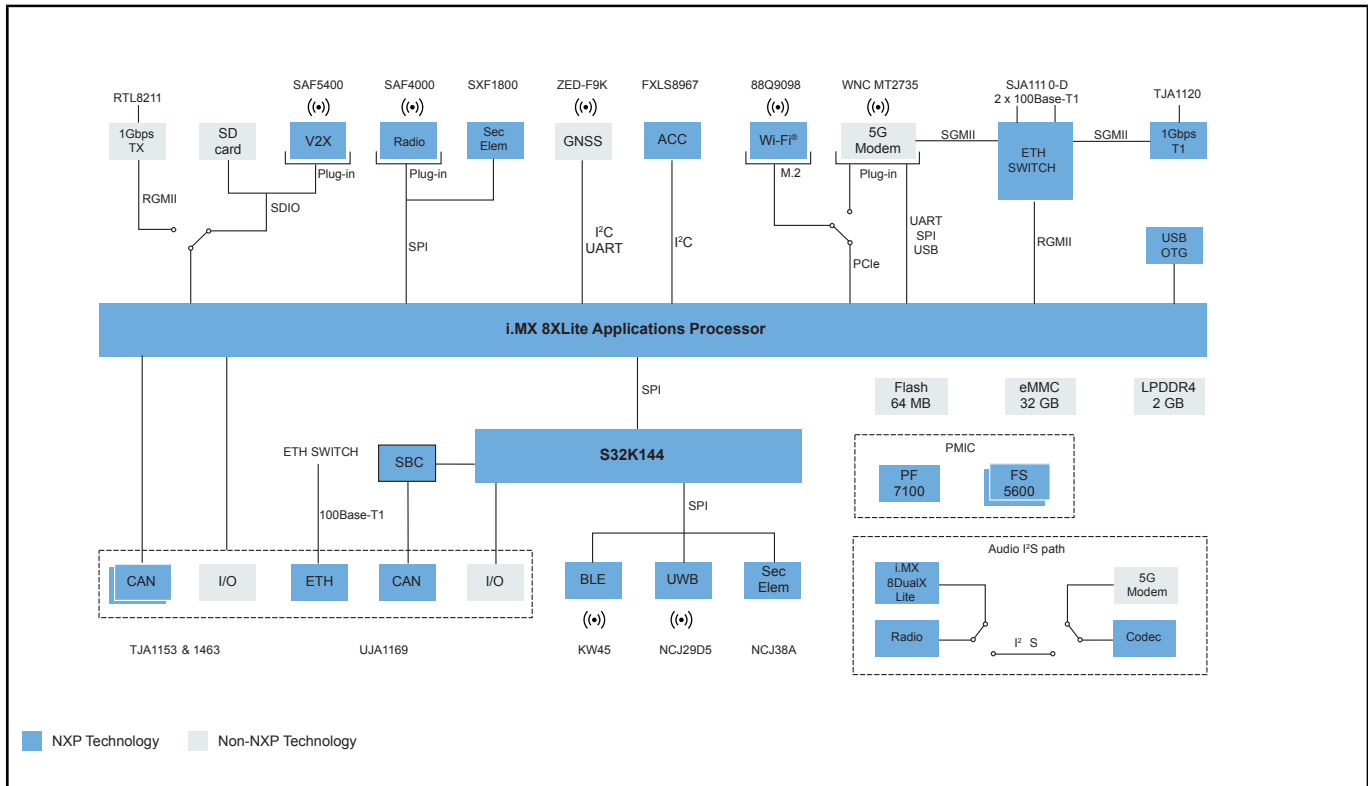 SAF5400
SAF4000
SXF1800
ZED-F9K
FXLS8967
88Q9098
WNC MT2735
SJA1110-D
2 x 100Base-T1
RTL8211
TJA1120
1Gbps
TX
SD
card
V2X
Radio
Sec
Elem
GNSS
ACC
Wi-Fi®
5G
Modem
SGMII
ETH
SWITCH
SGMII
1Gbps
T1
Plug-in
Plug-in
M.2
Plug-in
RGMII
SDIO
SPI
I²C
UART
I²C
PCIe
UART
SPI
USB
RGMII
USB
OTG
i.MX 8XLite Applications Processor
SPI
Flash
64 MB
eMMC
32 GB
LPDDR4
2 GB
ETH SWITCH
SBC
S32K144
PMIC
PF
7100
FS
5600
100Base-T1
SPI
CAN
I/O
ETH
CAN
I/O
BLE
UWB
Sec
Elem
TJA1153 & 1463
UJA1169
KW45
NCJ29D5
NCJ38A
Audio I²S path
i.MX
8DualX
Lite
5G
Modem
Radio
I² S
Codec
NXP Technology
Non-NXP Technology